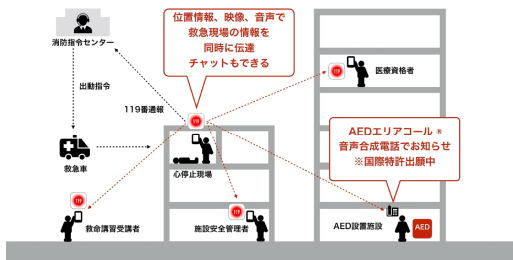 位置情報、映像、音声で
救急現場の情報を
同時に伝達
チャットもできる
消防指令センター
出動指令
119番通報
119
救急車
心停止現場
119
医療資格者
AEDエリアコール ®
音声合成電話でお知らせ
※国際特許出願中
119
救命講習受講者
119
施設安全管理者
AED設置施設
AED